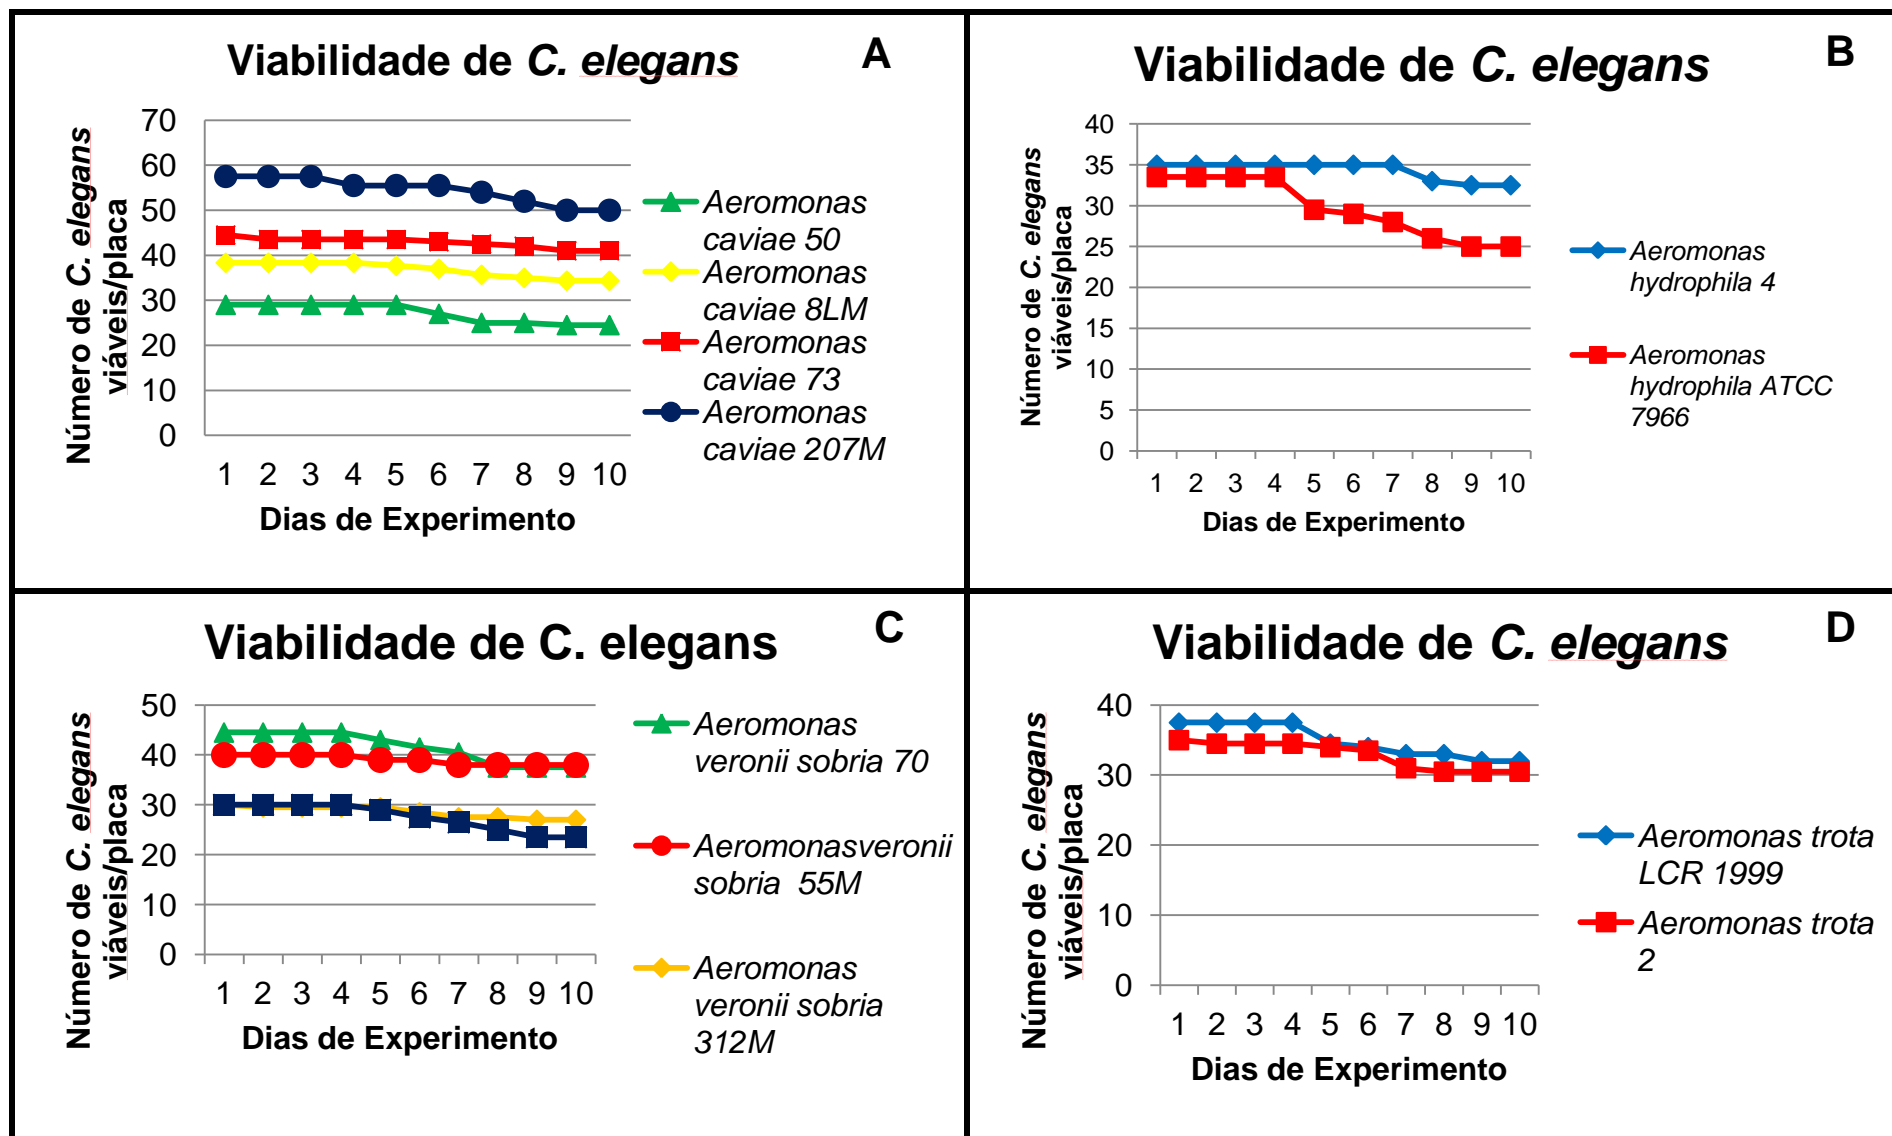 Viabilidade de C. elegans
A
Número de C. elegans
viáveis/placa
70
60
50
40
30
20
10
0
1 2 3 4 5 6 7 8 9 10
Dias de Experimento
Aeromonas
caviae 50
Aeromonas
caviae 8LM
Aeromonas
caviae 73
Aeromonas
caviae 207M
Viabilidade de C. elegans
B
Número de C. elegans
viáveis/placa
40
35
30
25
20
15
10
5
0
1 2 3 4 5 6 7 8 9 10
Dias de Experimento
Aeromonas
hydrophila 4
Aeromonas
hydrophila ATCC
7966
Viabilidade de C. elegans
C
Número de C. elegans
viáveis/placa
50
40
30
20
10
0
1 2 3 4 5 6 7 8 9 10
Dias de Experimento
Aeromonas
veronii sobria 70
Aeromonasveronii
sobria 55M
Aeromonas
veronii sobria
312M
Viabilidade de C. elegans
D
Número de C. elegans
viáveis/placa
40
30
20
10
0
1 2 3 4 5 6 7 8 9 10
Dias de Experimento
Aeromonas trota
LCR 1999
Aeromonas trota
2